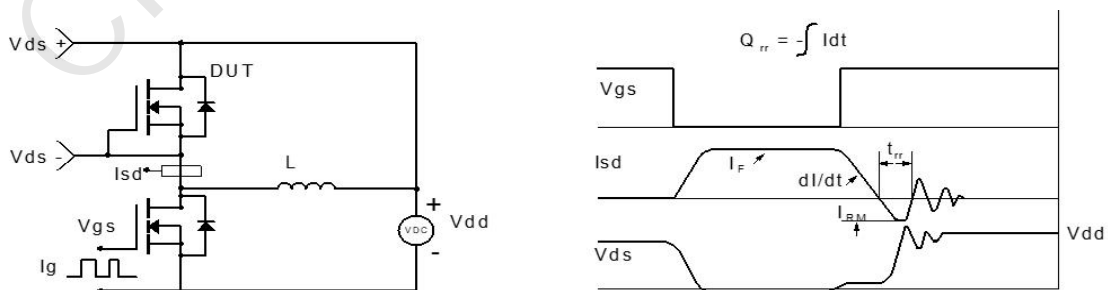 Vds +
DUT
Vds -
Isd
L
Vgs
Ig
+
VDC
-
Vdd
Q rr = - ∫ Idt
Vgs
Isd
I F
dI/dt
t rr
I RM
Vds
Vdd